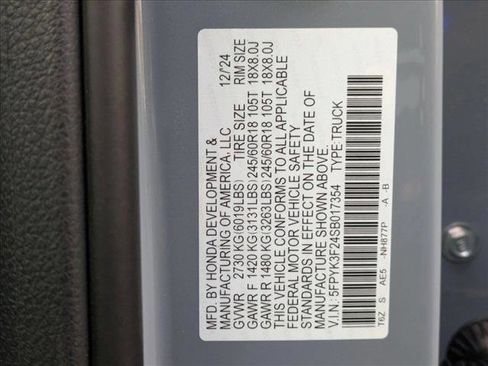 MFD. BY HONDA DEVELOPMENT &
MANUFACTURING OF AMERICA, LLC 12/24
GVWR 2730 KG(6019LBS) TIRE SIZE RIM SIZE
GAWR F 1420 KG(3131LBS) 245/60R18 105T 18X8.0J
GAWR R 1480 KG(3263LBS) 245/60R18 105T 18X8.0J
THIS VEHICLE CONFORMS TO ALL APPLICABLE
FEDERAL MOTOR VEHICLE SAFETY
STANDARDS IN EFFECT ON THE DATE OF
MANUFACTURE SHOWN ABOVE.
V.I.N: 5FPYK3F24SB017354 TYPE:TRUCK
T6Z S AE5 -NH877P -A -B